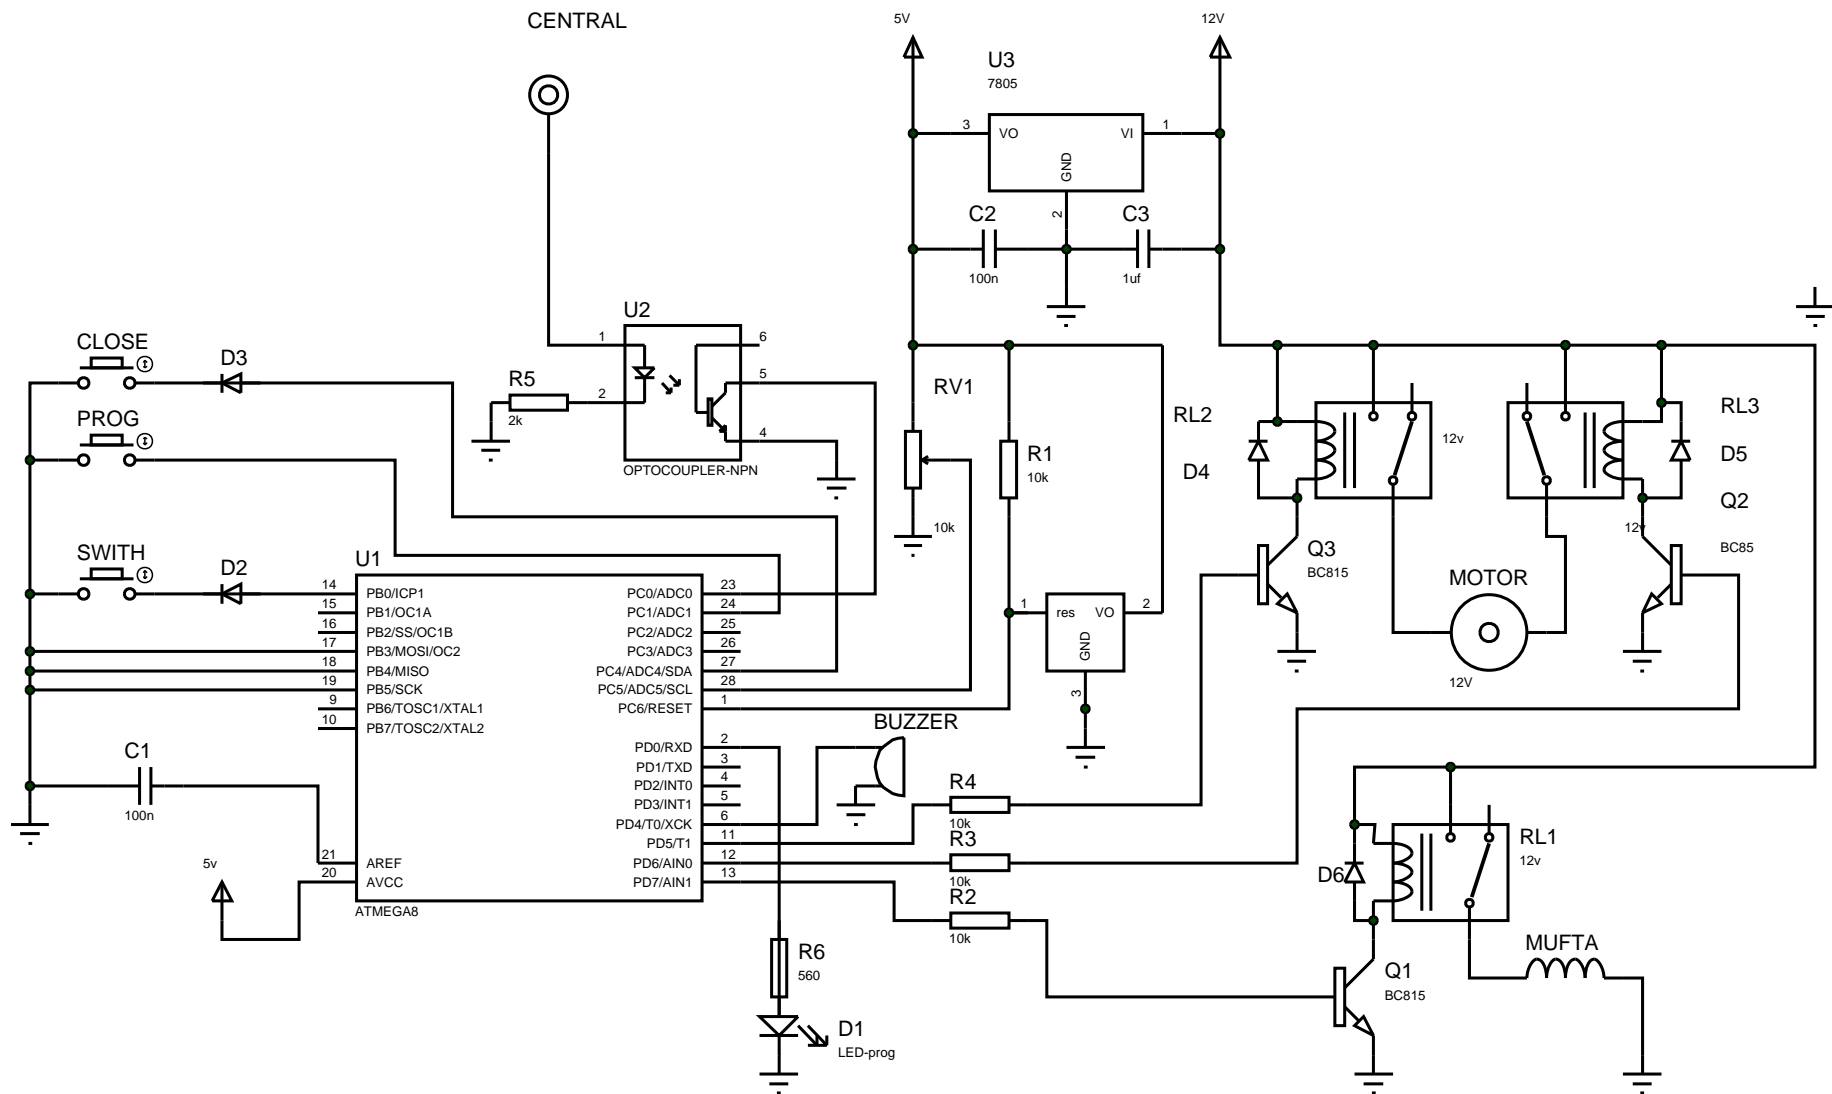 CENTRAL
5V
12V
U3
7805
3
VO
VI
1
GND
2
C2
100n
C3
1uf
U2
1
6
5
2
4
OPTOCOUPLER-NPN
R5
2k
CLOSE
D3
PROG
SWITH
D2
RV1
10k
R1
10k
RL2
12v
D4
RL3
D5
Q2
12v
BC85
Q3
BC815
MOTOR
12V
1
res
VO
2
GND
3
U1
14
PB0/ICP1
15
PB1/OC1A
16
PB2/SS/OC1B
17
PB3/MOSI/OC2
18
PB4/MISO
19
PB5/SCK
9
PB6/TOSC1/XTAL1
10
PB7/TOSC2/XTAL2
21
AREF
20
AVCC
PC0/ADC0
23
PC1/ADC1
24
PC2/ADC2
25
PC3/ADC3
26
PC4/ADC4/SDA
27
PC5/ADC5/SCL
28
PC6/RESET
1
PD0/RXD
2
PD1/TXD
3
PD2/INT0
4
PD3/INT1
5
PD4/T0/XCK
6
PD5/T1
11
PD6/AIN0
12
PD7/AIN1
13
ATMEGA8
C1
100n
5v
BUZZER
R4
10k
R3
10k
R2
10k
R6
560
D1
LED-prog
D6
RL1
12v
Q1
BC815
MUFTA